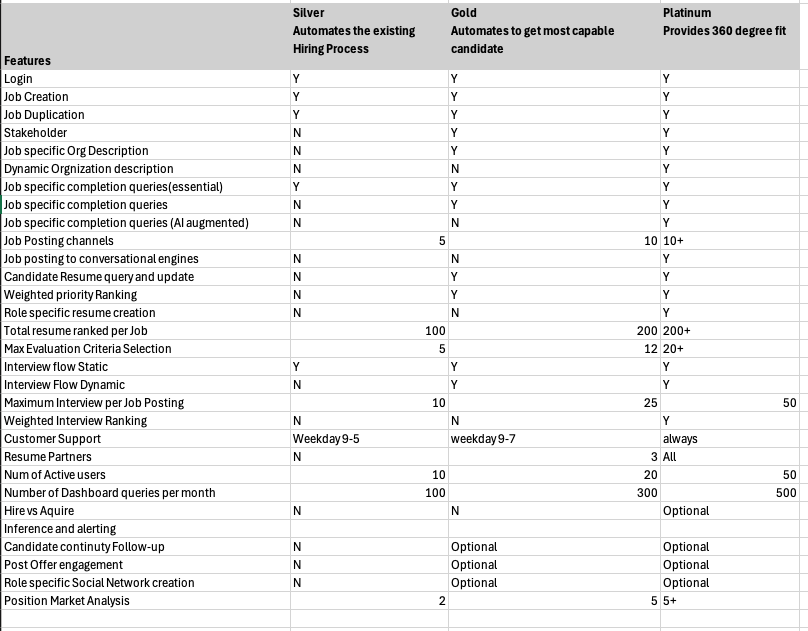 Features Silver Automates the existing Hiring Process Gold Automates to get most capable candidate Platinum Provides 360 degree fit
Login Y Y Y
Job Creation Y Y Y
Job Duplication Y Y Y
Stakeholder N Y Y
Job specific Org Description N Y Y
Dynamic Orgnization description N N Y
Job specific completion queries(essential) Y Y Y
Job specific completion queries N Y Y
Job specific completion queries (AI augmented) N N Y
Job Posting channels 5 10 10+
Job posting to conversational engines N N Y
Candidate Resume query and update N Y Y
Weighted priority Ranking N Y Y
Role specific resume creation N N Y
Total resume ranked per Job 100 200 200+
Max Evaluation Criteria Selection 5 12 20+
Interview flow Static Y Y Y
Interview Flow Dynamic N Y Y
Maximum Interview per Job Posting 10 25 50
Weighted Interview Ranking N N Y
Customer Support Weekday 9-5 weekday 9-7 always
Resume Partners N 3 All
Num of Active users 10 20 50
Number of Dashboard queries per month 100 300 500
Hire vs Aquire N N Optional
Inference and alerting
Candidate continuty Follow-up N Optional Optional
Post Offer engagement N Optional Optional
Role specific Social Network creation N Optional Optional
Position Market Analysis 2 5 5+